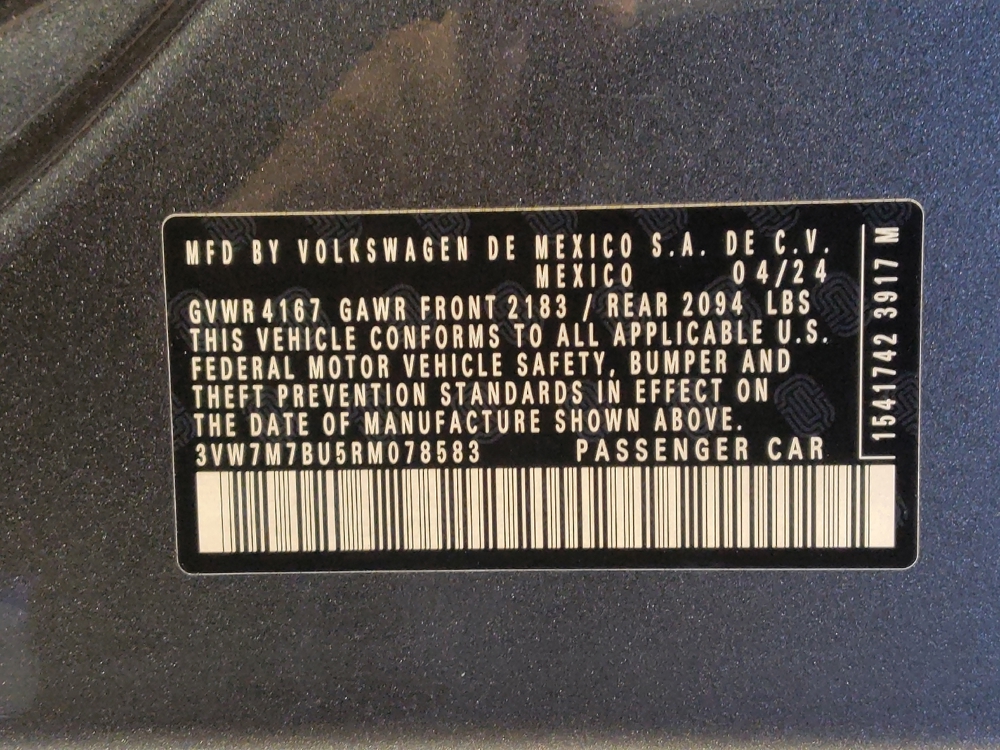 MFD BY VOLKSWAGEN DE MEXICO S.A. DE C.V.
MEXICO 04/24
GVWR 4167 GAWR FRONT 2183 / REAR 2094 LBS
THIS VEHICLE CONFORMS TO ALL APPLICABLE U.S.
FEDERAL MOTOR VEHICLE SAFETY, BUMPER AND
THEFT PREVENTION STANDARDS IN EFFECT ON
THE DATE OF MANUFACTURE SHOWN ABOVE.
3VW7M7BU5RM078583 PASSENGER CAR
1541742 3917 M